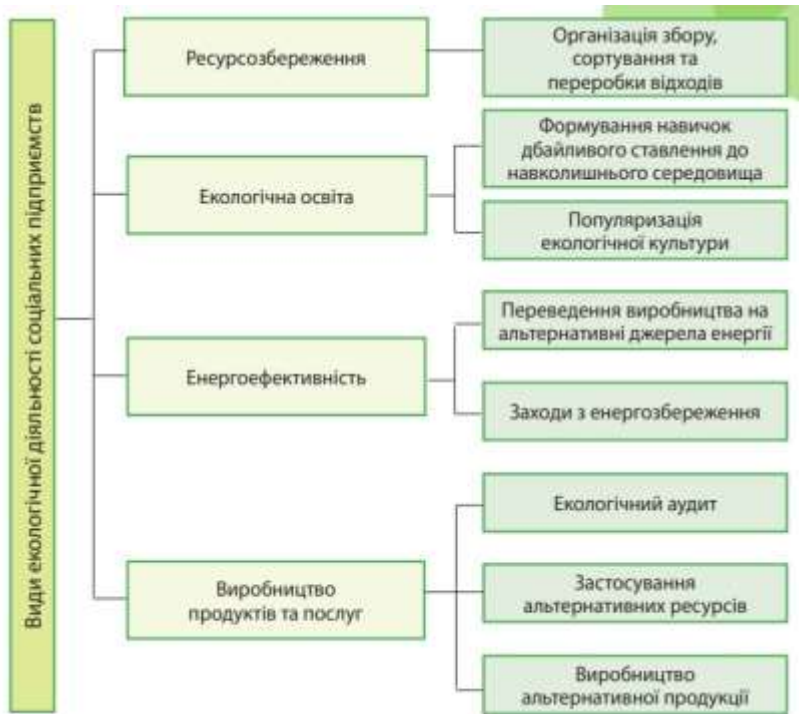 Види екологічної діяльності соціальних підприємств
Ресурсозбереження
Організація збору,
сортування та
переробки відходів
Екологічна освіта
Формування навичок
дбайливого ставлення до
навколишнього середовища
Популяризація
екологічної культури
Енергоефективність
Переведення виробництва на
альтернативні джерела енергії
Заходи з енергозбереження
Виробництво
продуктів та послуг
Екологічний аудит
Застосування
альтернативних ресурсів
Виробництво
альтернативної продукції